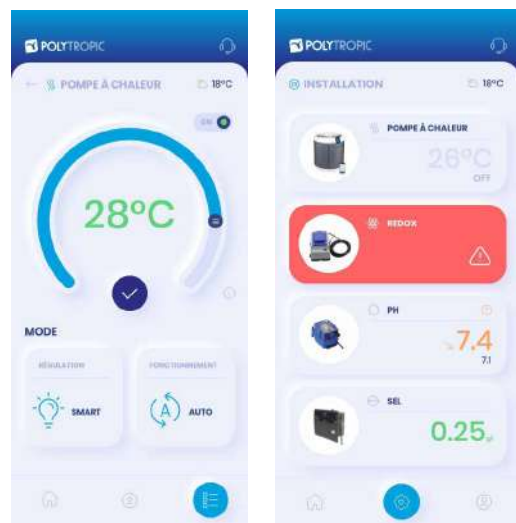 POLYTROPIC
POMPE À CHALEUR
18°C
ON
28°C
MODE
RÉGULATION
SMART
FONCTIONNEMENT
A
AUTO
POLYTROPIC
INSTALLATION
18°C
POMPE À CHALEUR
26°C
OFF
REDOX
PH
7.4
7.1
SEL
0.25